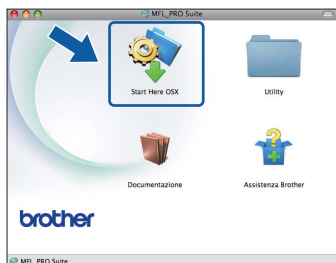 MFL_PRO Suite
Start Here OSX
Utility
Documentazione
Assistenza Brother
brother
MFL_PRO Suite